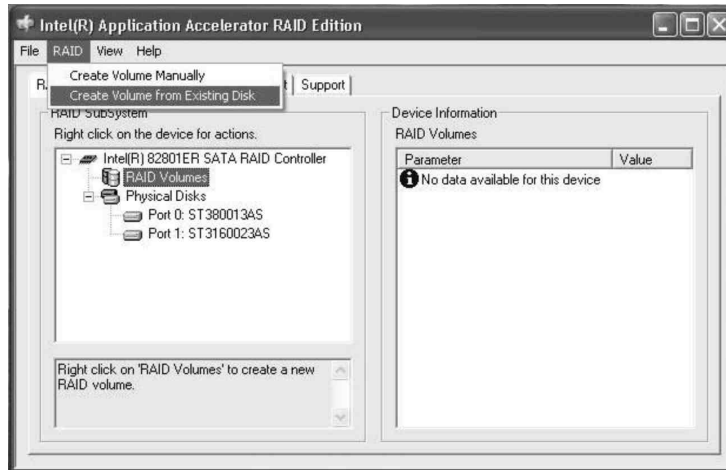 Intel(R) Application Accelerator RAID Edition
File RAID View Help
Create Volume Manually
Create Volume from Existing Disk
Support
RAID SubSystem
Right click on the device for actions.
Intel(R) 82801ER SATA RAID Controller
RAID Volumes
Physical Disks
Port 0: ST380013AS
Port 1: ST3160023AS
Right click on 'RAID Volumes' to create a new
RAID volume.
Device Information
RAID Volumes
Parameter Value
No data available for this device